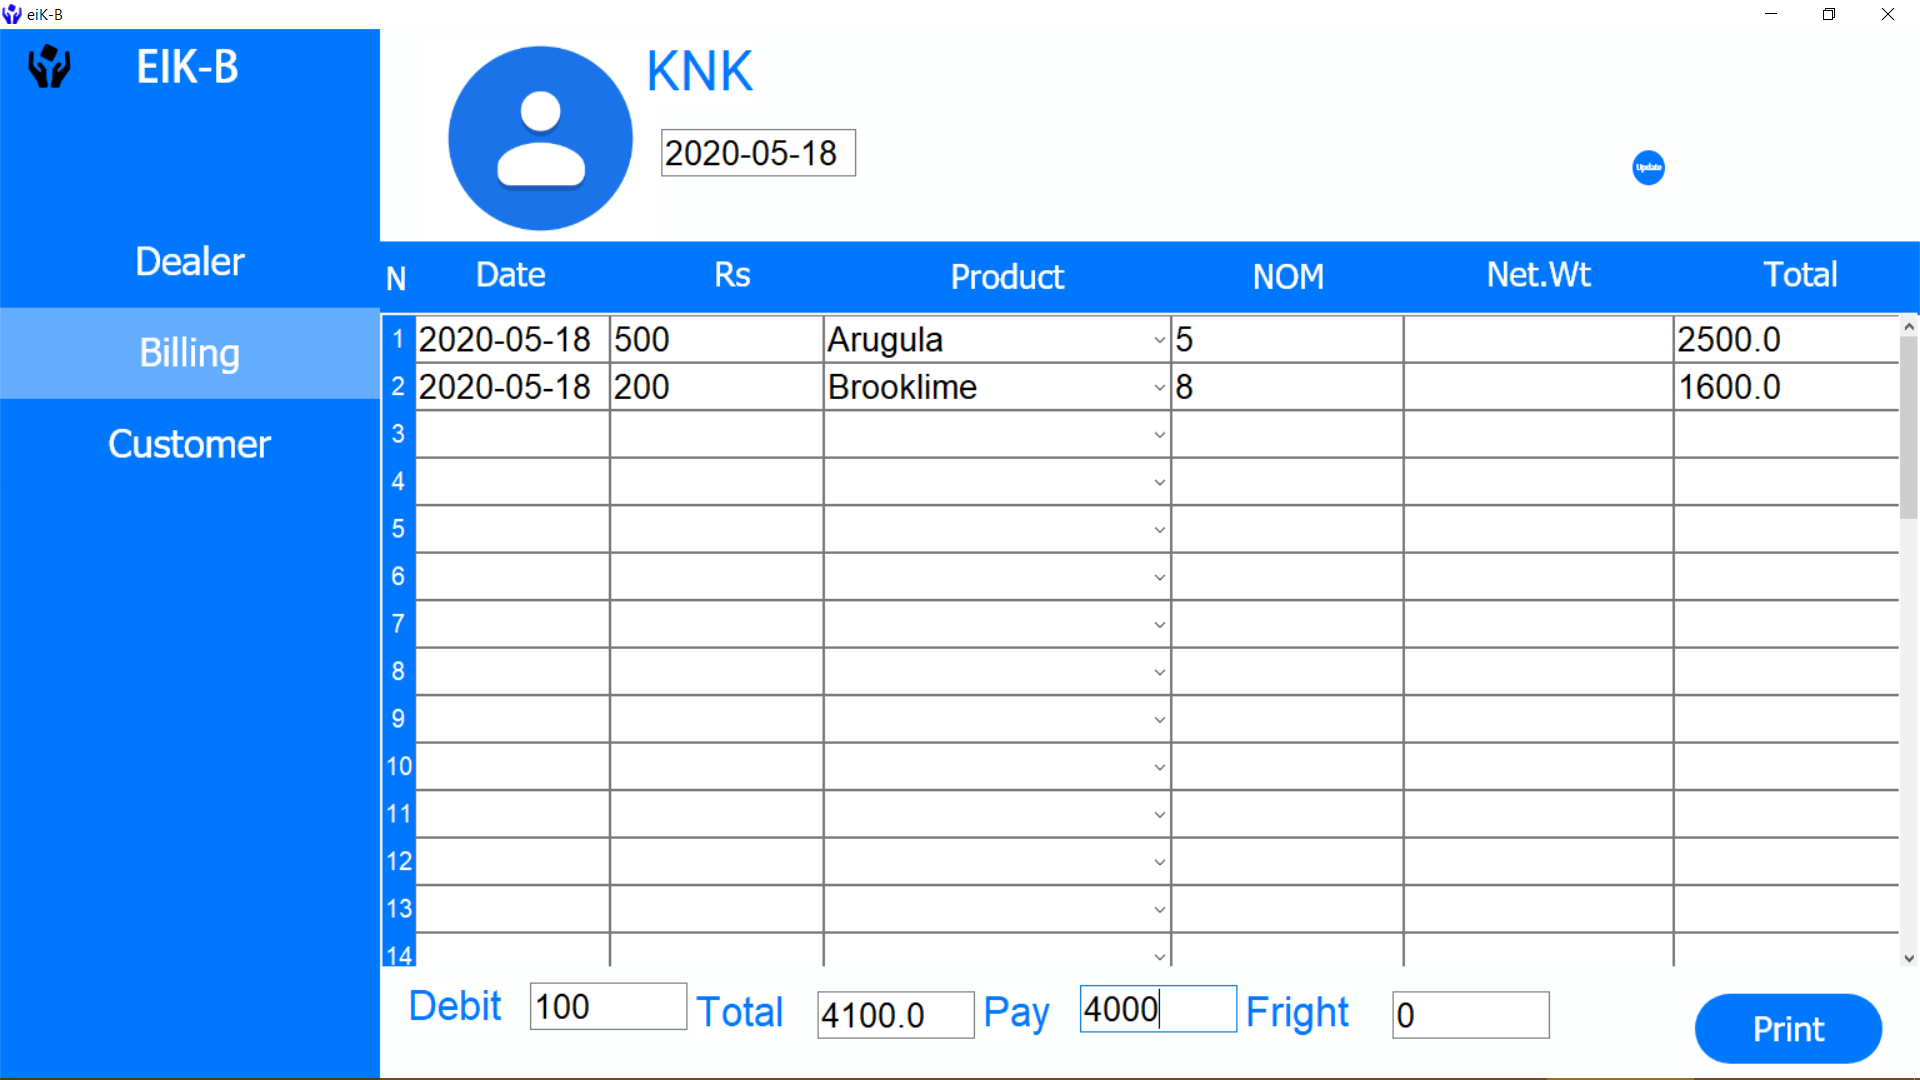 eiK-B
EIK-B
KNK
2020-05-18
Update
Dealer
Billing
Customer
N Date Rs Product NOM Net.Wt Total
1 2020-05-18 500 Arugula 5 2500.0
2 2020-05-18 200 Brooklime 8 1600.0
3
4
5
6
7
8
9
10
11
12
13
14
Debit 100 Total 4100.0 Pay 4000 Fright 0
Print